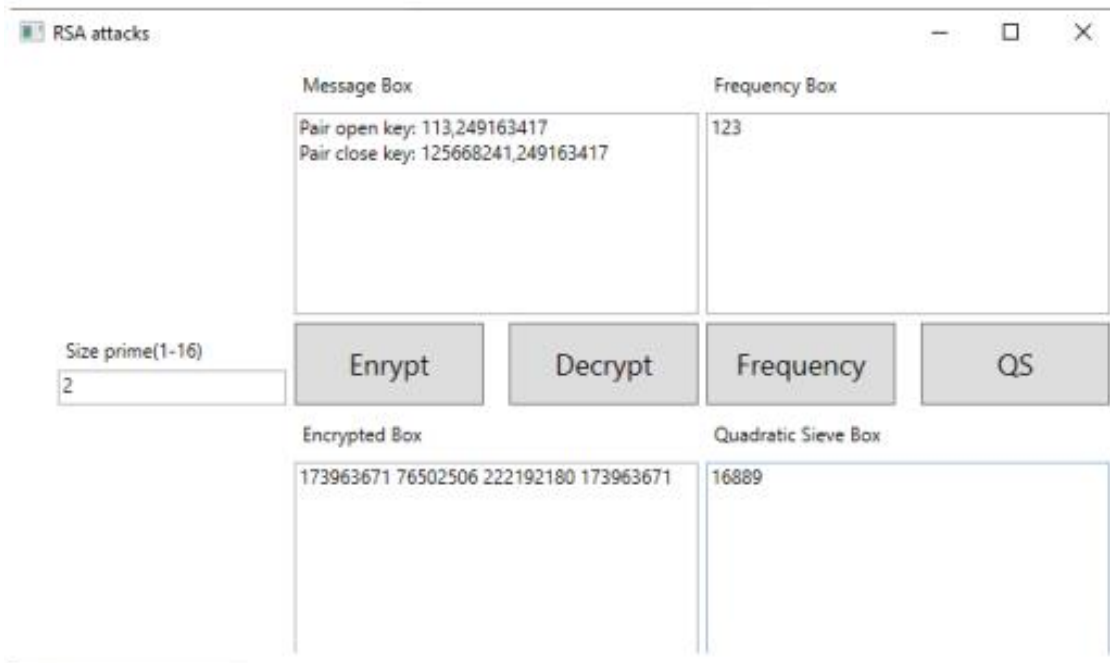 RSA attacks
Message Box
Frequency Box
Pair open key: 113,249163417
Pair close key: 125668241,249163417
123
Size prime(1-16)
2
Enrypt
Decrypt
Frequency
QS
Encrypted Box
Quadratic Sieve Box
173963671 76502506 222192180 173963671
16889